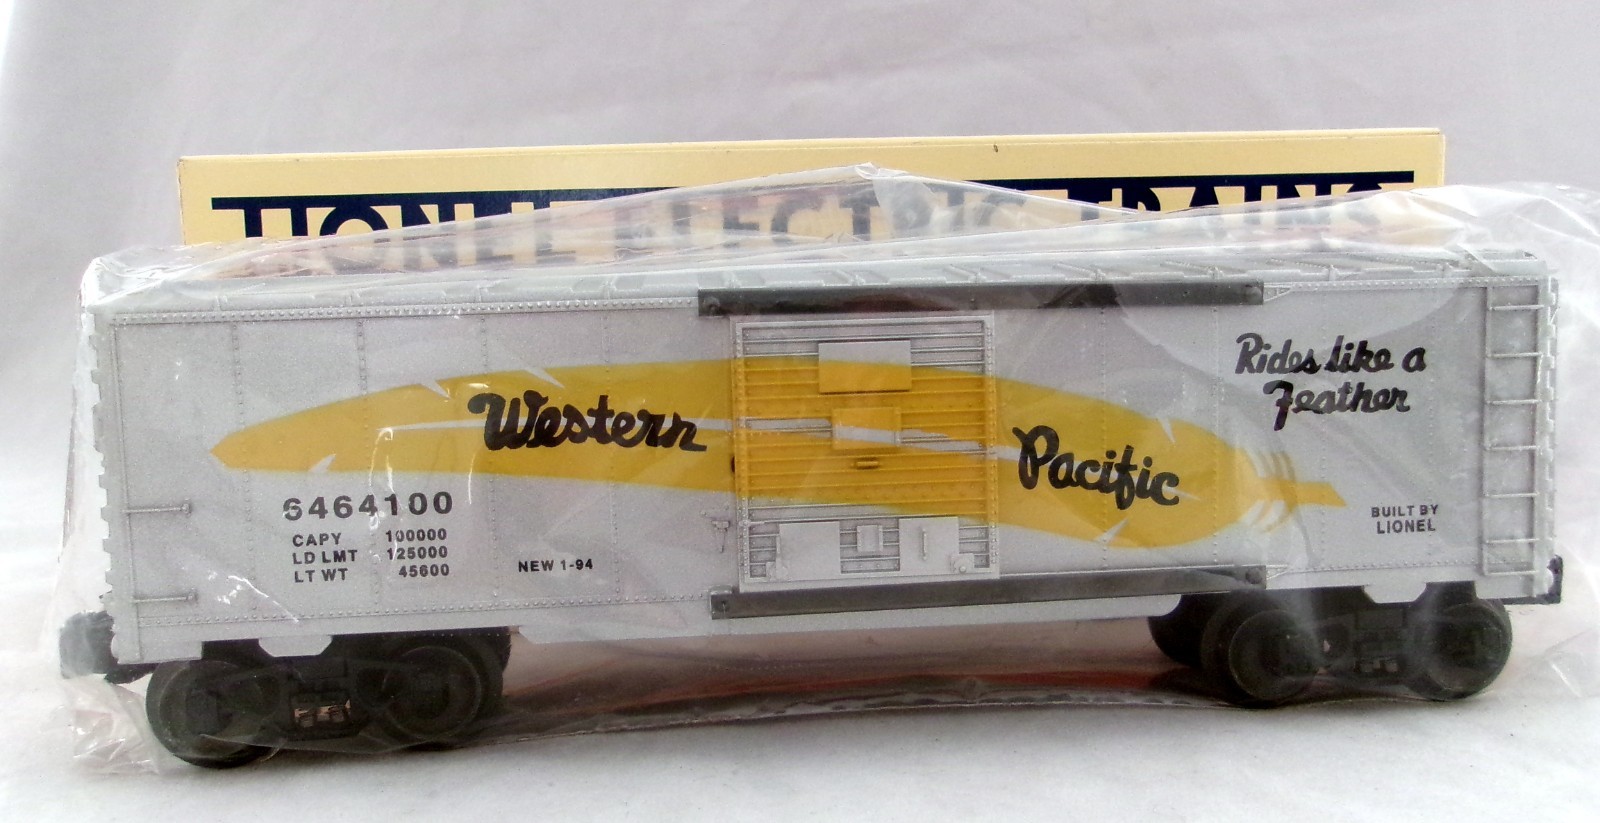 LIONEL ELECTRIC TRAINS
Western Pacific
Rides like a
Feather
6464100
CAPY 100000
LD LMT 125000
LT WT 45600
NEW 1-94
BUILT BY
LIONEL